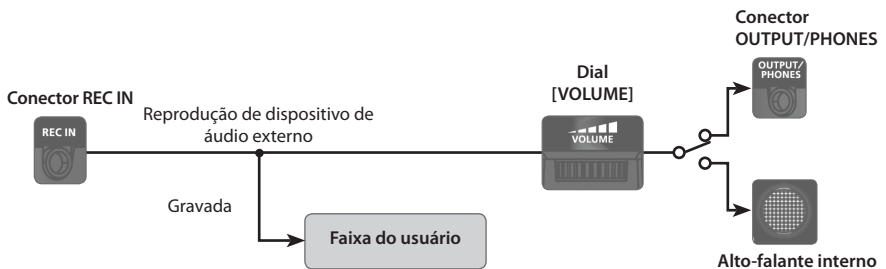 Conector
OUTPUT/PHONES
OUTPUT/
PHONES
Dial
[VOLUME]
VOLUME
Conector REC IN
REC IN
Reprodução de dispositivo de
áudio externo
Gravada
Faixa do usuário
Alto-falante interno